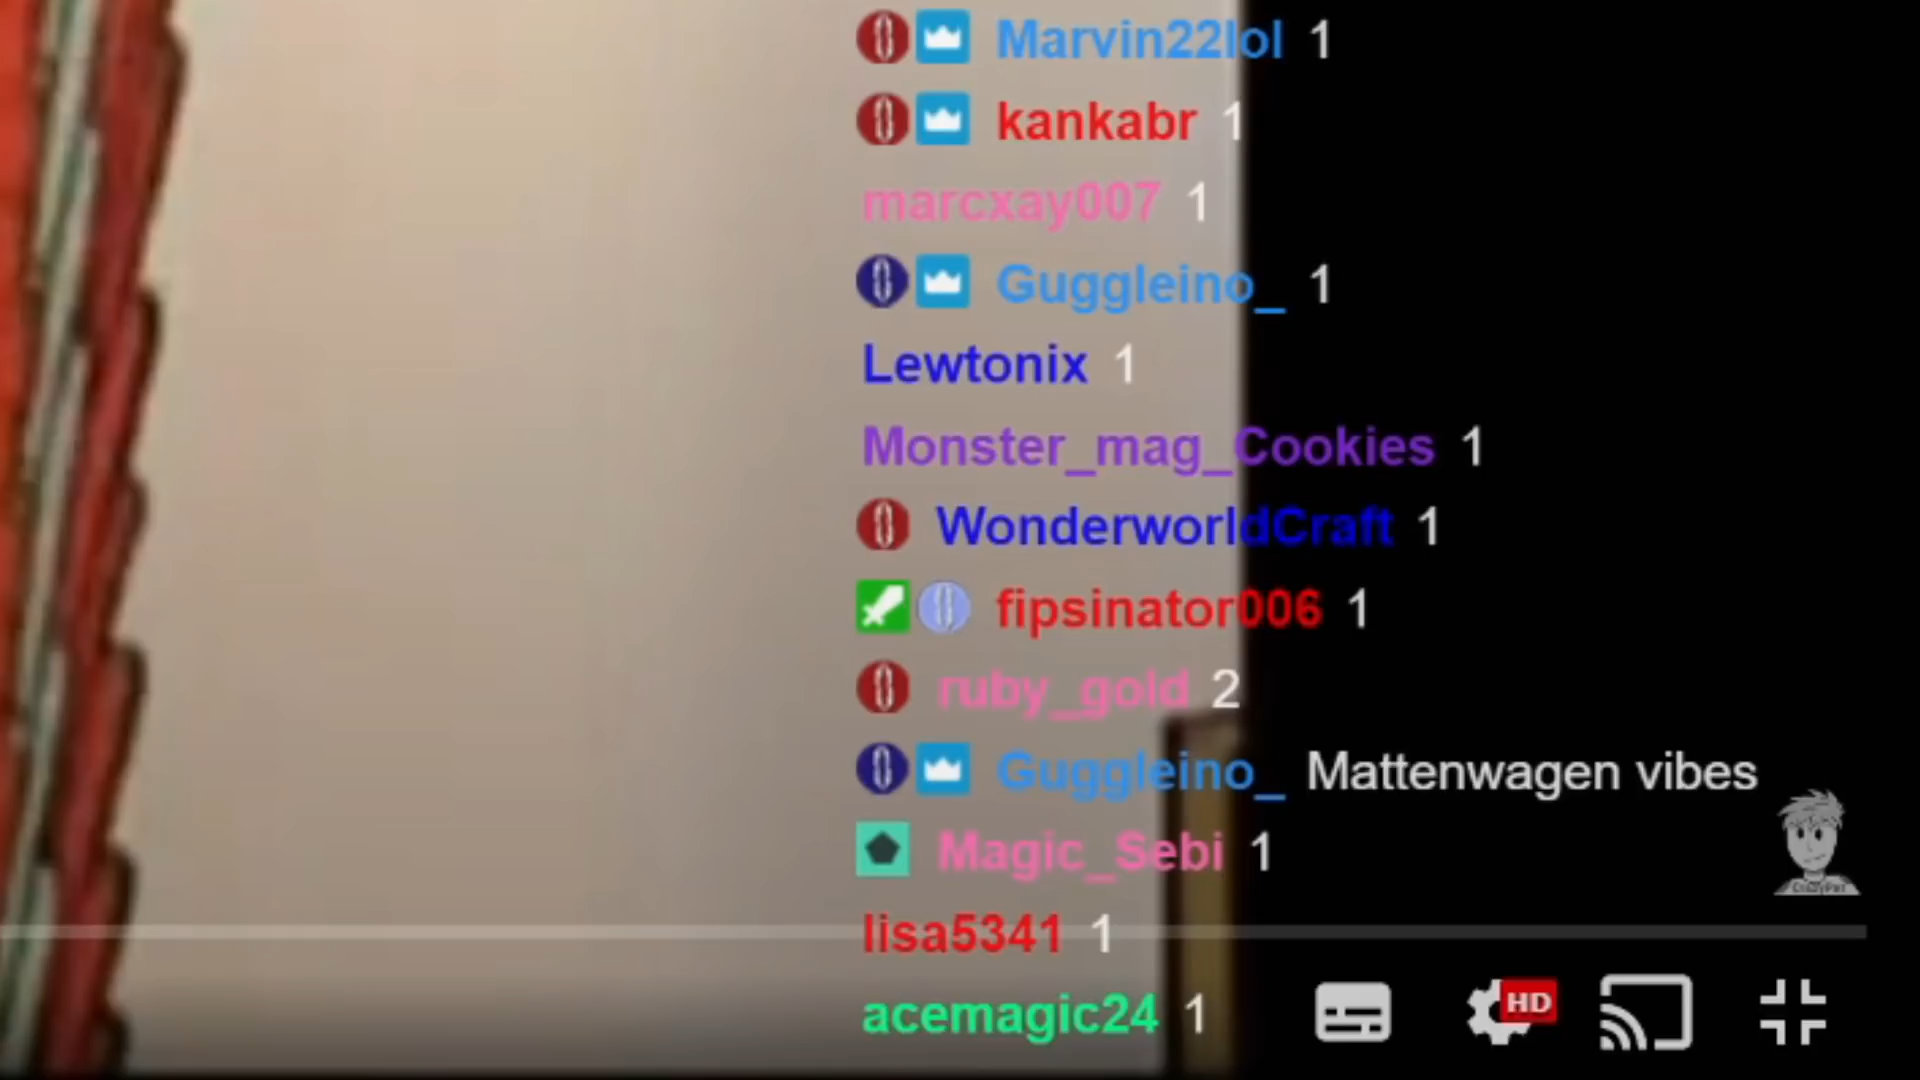 Marvin22lol 1
kankabr 1
marcxay007 1
Guggleino_ 1
Lewtonix 1
Monster_mag_Cookies 1
WonderworldCraft 1
fipsinator006 1
ruby_gold 2
Guggleino_ Mattenwagen vibes
Magic_Sebi 1
lisa5341 1
acemagic24 1
HD